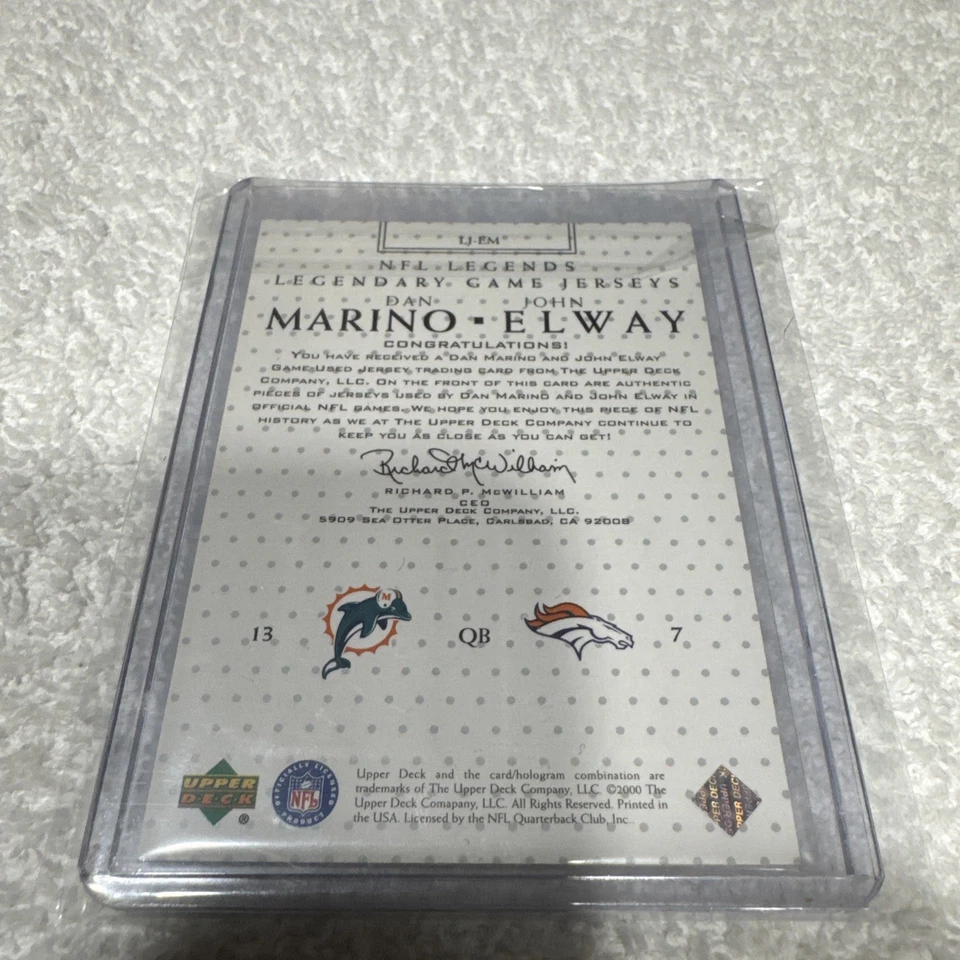 LJ-EM
NFL LEGENDS
LEGENDARY GAME JERSEYS
DAN JOHN
MARINO ▪ ELWAY
CONGRATULATIONS!
YOU HAVE RECEIVED A DAN MARINO AND JOHN ELWAY
GAME-USED JERSEY TRADING CARD FROM THE UPPER DECK
COMPANY, LLC. ON THE FRONT OF THIS CARD ARE AUTHENTIC
PIECES OF JERSEYS USED BY DAN MARINO AND JOHN ELWAY IN
OFFICIAL NFL GAMES. WE HOPE YOU ENJOY THIS PIECE OF NFL
HISTORY AS WE AT THE UPPER DECK COMPANY CONTINUE TO
KEEP YOU AS CLOSE AS YOU CAN GET!
Richard McWilliam
RICHARD P. MCWILLIAM
CEO
THE UPPER DECK COMPANY, LLC.
5909 SEA OTTER PLACE, CARLSBAD, CA 92008
13 M QB 7
UPPER DECK ®
OFFICIALLY LICENSED PRODUCT NFL
Upper Deck and the card/hologram combination are
trademarks of The Upper Deck Company, LLC. ©2000 The
Upper Deck Comapany, LLC. All Rights Reserved. Printed in
the USA. Licensed by the NFL Quarterback Club, Inc.
UPPER DECK